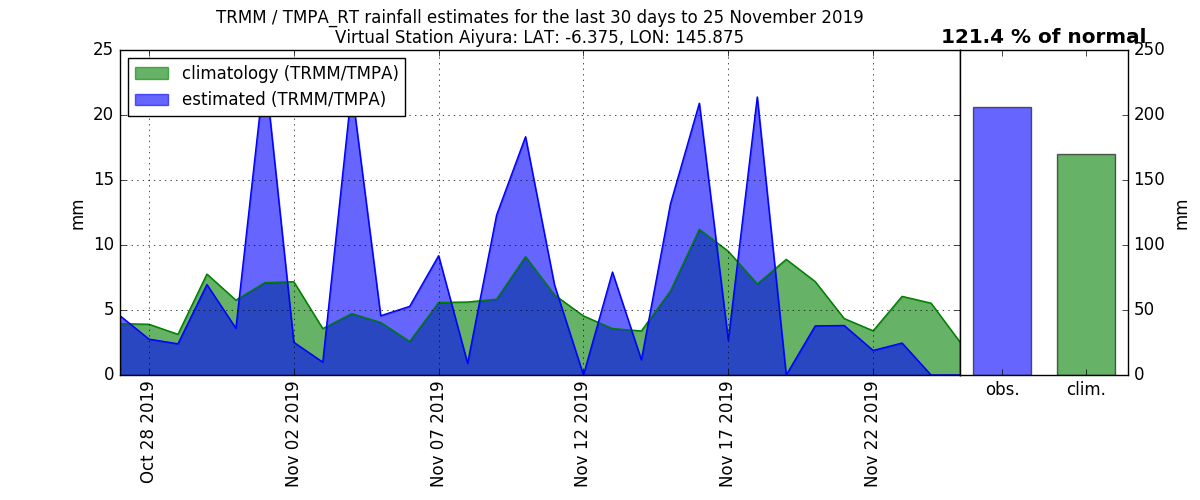 TRMM / TMPA_RT rainfall estimates for the last 30 days to 25 November 2019
Virtual Station Aiyura: LAT: -6.375, LON: 145.875
121.4 % of normal
climatology (TRMM/TMPA)
estimated (TRMM/TMPA)
25
20
15
10
5
0
mm
Oct 28 2019
Nov 02 2019
Nov 07 2019
Nov 12 2019
Nov 17 2019
Nov 22 2019
obs.
clim.
250
200
150
100
50
0
mm